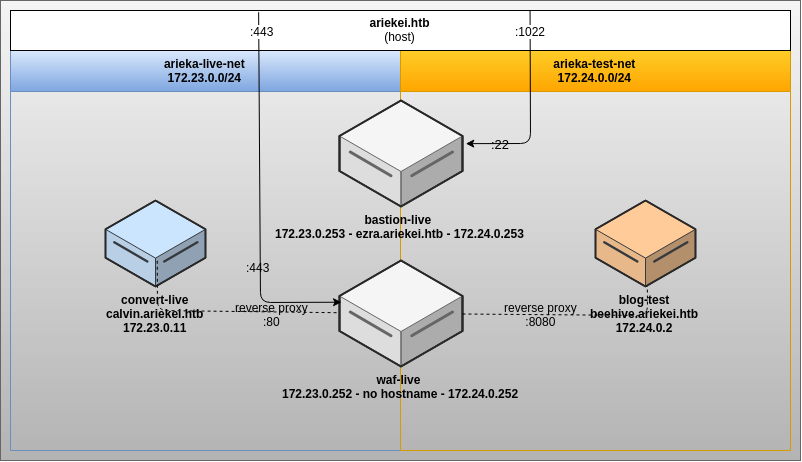 ariekei.htb
(host)
:443
:1022
arieka-live-net
172.23.0.0/24
arieka-test-net
172.24.0.0/24
:22
bastion-live
172.23.0.253 - ezra.ariekei.htb - 172.24.0.253
:443
convert-live
calvin.ariekei.htb
172.23.0.11
reverse proxy
:80
reverse proxy
:8080
blog-test
beehive.ariekei.htb
172.24.0.2
waf-live
172.23.0.252 - no hostname - 172.24.0.252